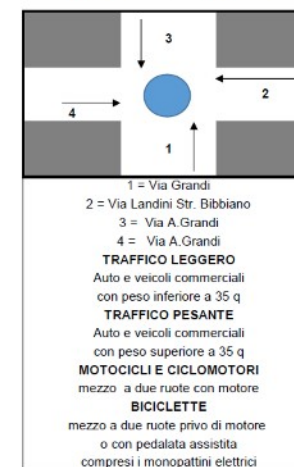 3
2
4
1
1 = Via Grandi
2 = Via Landini Str. Bibbiano
3 = Via A.Grandi
4 = Via A.Grandi
TRAFFICO LEGGERO
Auto e veicoli commerciali
con peso inferiore a 35 q
TRAFFICO PESANTE
Auto e veicoli commerciali
con peso superiore a 35 q
MOTOCICLI E CICLOMOTORI
mezzo a due ruote con motore
BICICLETTE
mezzo a due ruote privo di motore
o con pedalata assistita
compresi i monopattini elettrici